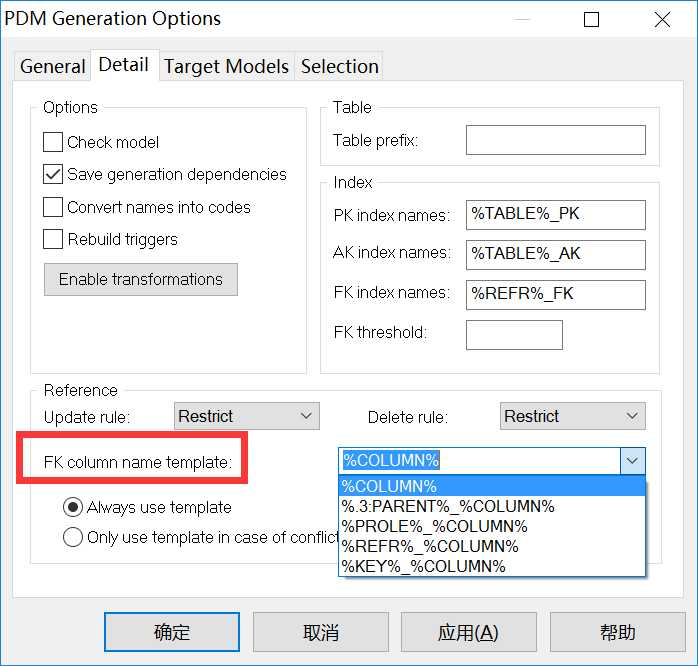 PDM Generation Options
General
Detail
Target Models
Selection
Options
Check model
Save generation dependencies
Convert names into codes
Rebuild triggers
Enable transformations
Table
Table prefix:
Index
PK index names: %TABLE%_PK
AK index names: %TABLE%_AK
FK index names: %REFR%_FK
FK threshold:
Reference
Update rule: Restrict
Delete rule: Restrict
FK column name template: %COLUMN%
%COLUMN%
%.3:PARENT%_%COLUMN%
%PROLE%_%COLUMN%
%REFR%_%COLUMN%
%KEY%_%COLUMN%
Always use template
Only use template in case of conflict
确定
取消
应用(A)
帮助